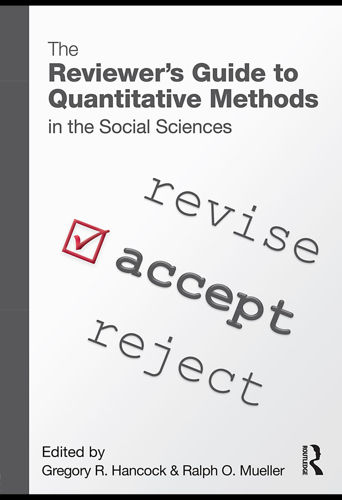 The
Reviewer's Guide to
Quantitative Methods
in the Social Sciences
revise
accept
reject
Edited by
Gregory R. Hancock & Ralph O. Mueller
ROUTLEDGE